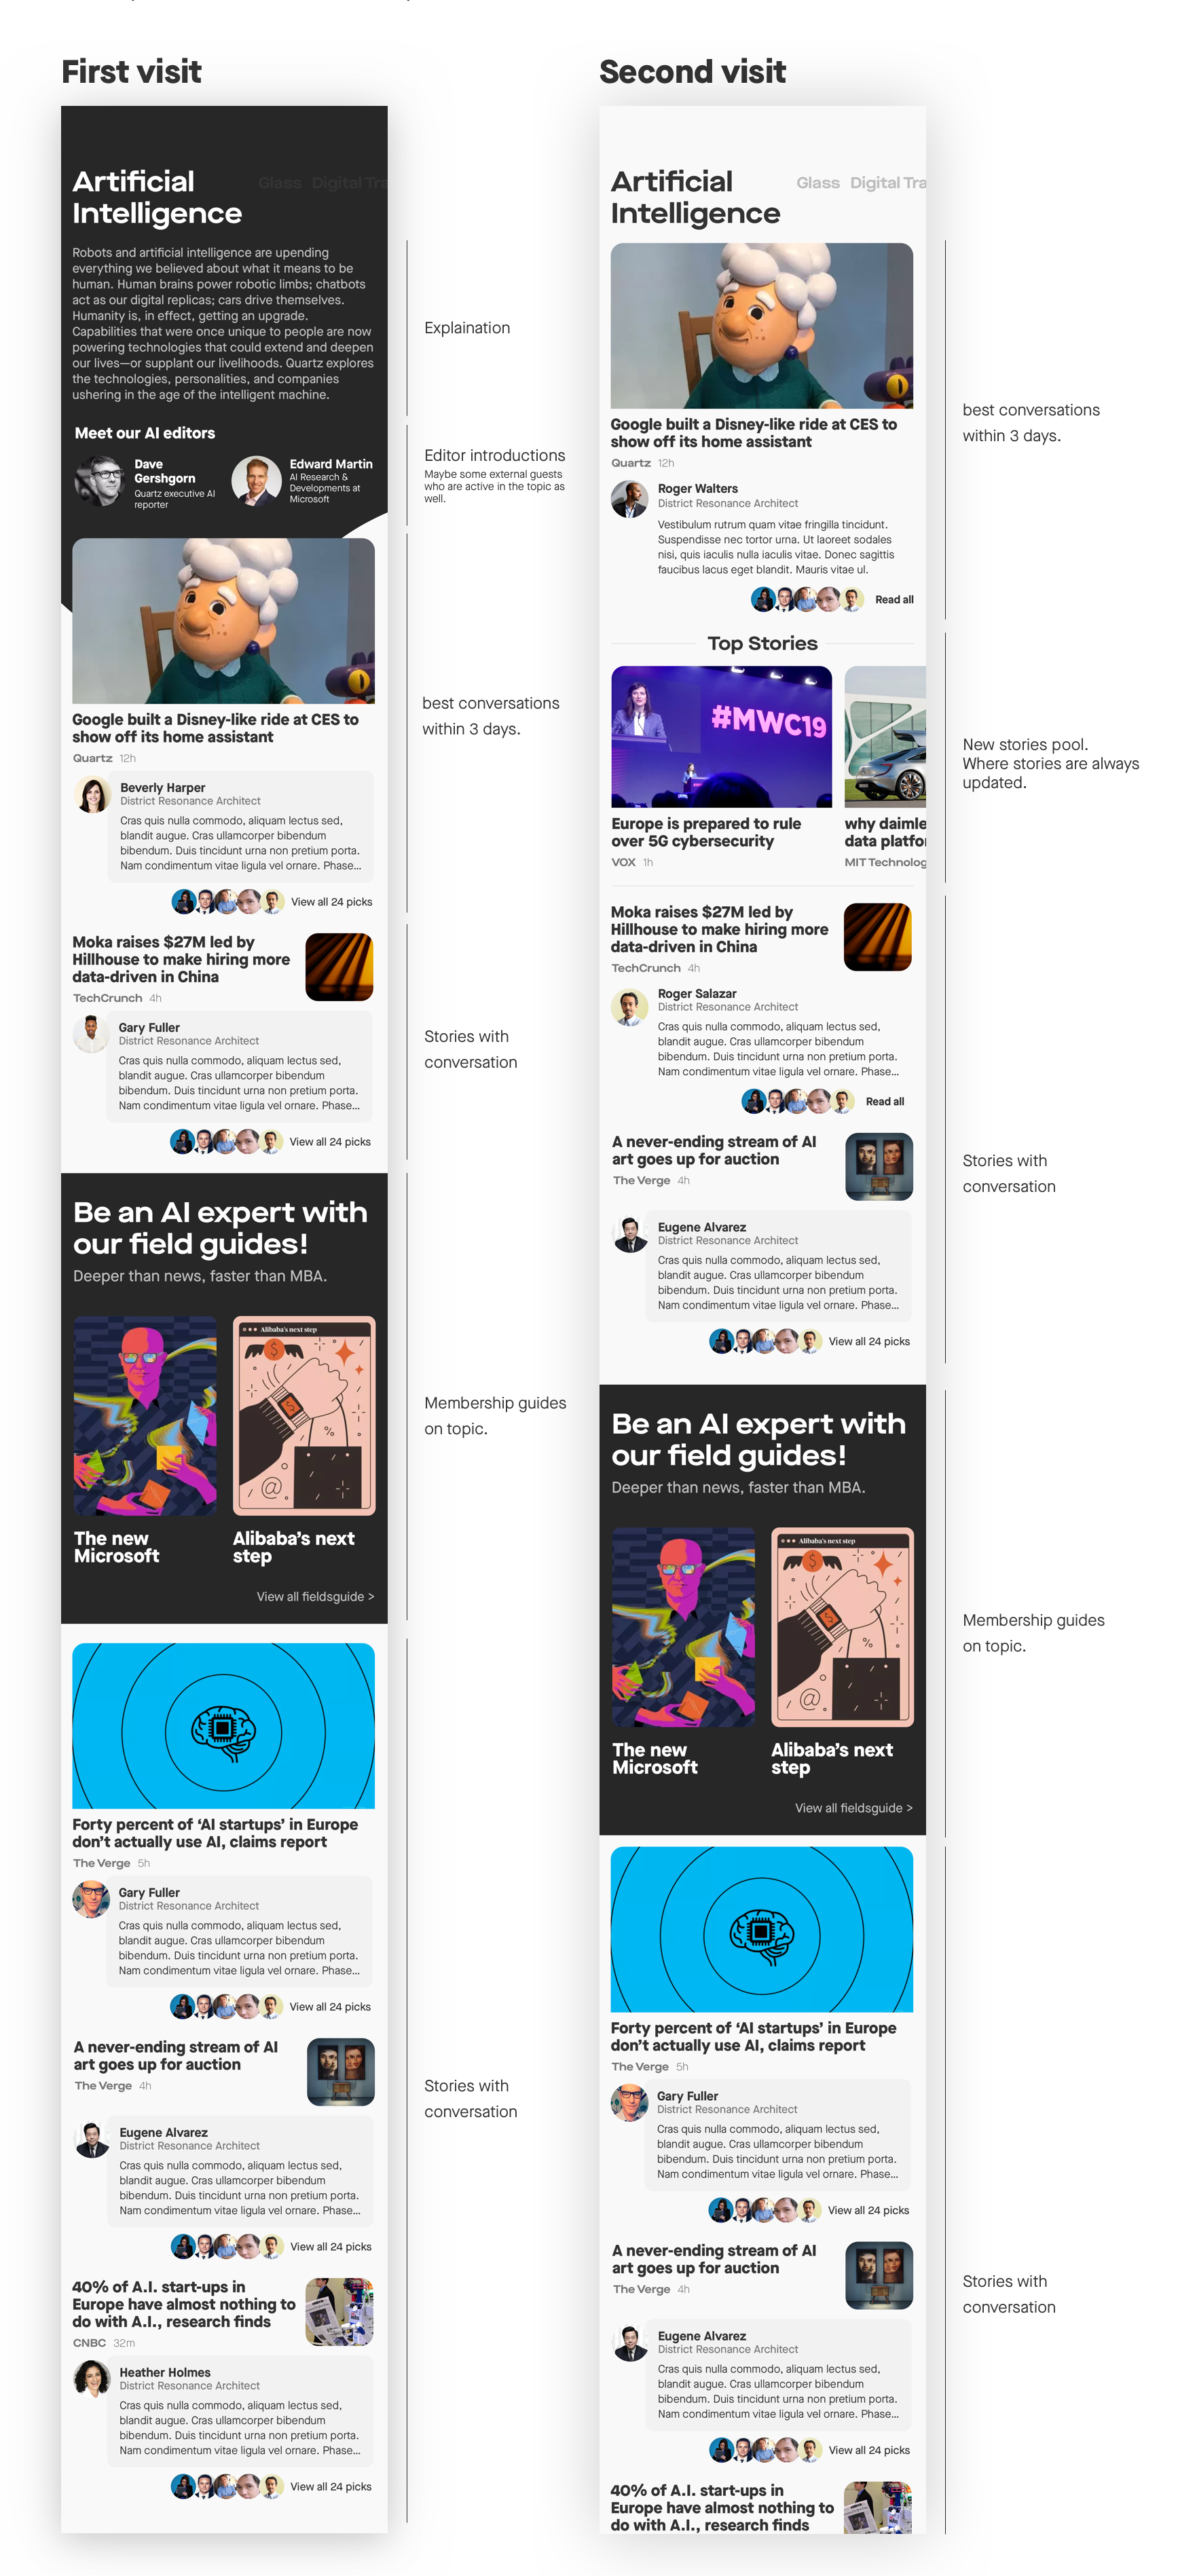 First visit
Artificial
Intelligence
Glass Digital Tra
Robots and artificial intelligence are upending
everything we believed about what it means to be
human. Human brains power robotic limbs; chatbots
act as our digital replicas; cars drive themselves.
Humanity is, in effect, getting an upgrade.
Capabilities that were once unique to people are now
powering technologies that could extend and deepen
our lives—or supplant our livelihoods. Quartz explores
the technologies, personalities, and companies
ushering in the age of the intelligent machine.
Explaination
Meet our AI editors
Dave
Gershgorn
Quartz executive AI
reporter
Edward Martin
AI Research &
Developments at
Microsoft
Editor introductions
Maybe some external guests
who are active in the topic as
well.
Google built a Disney-like ride at CES to
show off its home assistant
Quartz 12h
Beverly Harper
District Resonance Architect
Cras quis nulla commodo, aliquam lectus sed,
blandit augue. Cras ullamcorper bibendum
bibendum. Duis tincidunt urna non pretium porta.
Nam condimentum vitae ligula vel ornare. Phase...
View all 24 picks
best conversations
within 3 days.
Moka raises $27M led by
Hillhouse to make hiring more
data-driven in China
TechCrunch 4h
Gary Fuller
District Resonance Architect
Cras quis nulla commodo, aliquam lectus sed,
blandit augue. Cras ullamcorper bibendum
bibendum. Duis tincidunt urna non pretium porta.
Nam condimentum vitae ligula vel ornare. Phase...
View all 24 picks
Stories with
conversation
Be an AI expert with
our field guides!
Deeper than news, faster than MBA.
Alibaba's next step
$
@
The new
Microsoft
Alibaba's next
step
View all fieldsguide >
Membership guides
on topic.
Forty percent of ‘AI startups’ in Europe
don’t actually use AI, claims report
The Verge 5h
Gary Fuller
District Resonance Architect
Cras quis nulla commodo, aliquam lectus sed,
blandit augue. Cras ullamcorper bibendum
bibendum. Duis tincidunt urna non pretium porta.
Nam condimentum vitae ligula vel ornare. Phase...
View all 24 picks
A never-ending stream of AI
art goes up for auction
The Verge 4h
Eugene Alvarez
District Resonance Architect
Cras quis nulla commodo, aliquam lectus sed,
blandit augue. Cras ullamcorper bibendum
bibendum. Duis tincidunt urna non pretium porta.
Nam condimentum vitae ligula vel ornare. Phase...
View all 24 picks
40% of A.I. start-ups in
Europe have almost nothing to
do with A.I., research finds
CNBC 32m
Heather Holmes
District Resonance Architect
Cras quis nulla commodo, aliquam lectus sed,
blandit augue. Cras ullamcorper bibendum
bibendum. Duis tincidunt urna non pretium porta.
Nam condimentum vitae ligula vel ornare. Phase...
View all 24 picks
Stories with
conversation
Second visit
Artificial
Intelligence
Glass Digital Tra
Google built a Disney-like ride at CES to
show off its home assistant
Quartz 12h
Roger Walters
District Resonance Architect
Vestibulum rutrum quam vitae fringilla tincidunt.
Suspendisse nec tortor urna. Ut laoreet sodales
nisi, quis iaculis nulla iaculis vitae. Donec sagittis
faucibus lacus eget blandit. Mauris vitae ul.
Read all
best conversations
within 3 days.
Top Stories
#MWC19
Europe is prepared to rule
over 5G cybersecurity
VOX 1h
why daimle
data platfor
MIT Technolog
New stories pool.
Where stories are always
updated.
Moka raises $27M led by
Hillhouse to make hiring more
data-driven in China
TechCrunch 4h
Roger Salazar
District Resonance Architect
Cras quis nulla commodo, aliquam lectus sed,
blandit augue. Cras ullamcorper bibendum
bibendum. Duis tincidunt urna non pretium porta.
Nam condimentum vitae ligula vel ornare. Phase...
Read all
A never-ending stream of AI
art goes up for auction
The Verge 4h
Eugene Alvarez
District Resonance Architect
Cras quis nulla commodo, aliquam lectus sed,
blandit augue. Cras ullamcorper bibendum
bibendum. Duis tincidunt urna non pretium porta.
Nam condimentum vitae ligula vel ornare. Phase...
View all 24 picks
Stories with
conversation
Be an AI expert with
our field guides!
Deeper than news, faster than MBA.
Alibaba's next step
$
@
The new
Microsoft
Alibaba's next
step
View all fieldsguide >
Membership guides
on topic.
Forty percent of ‘AI startups’ in Europe
don’t actually use AI, claims report
The Verge 5h
Gary Fuller
District Resonance Architect
Cras quis nulla commodo, aliquam lectus sed,
blandit augue. Cras ullamcorper bibendum
bibendum. Duis tincidunt urna non pretium porta.
Nam condimentum vitae ligula vel ornare. Phase...
View all 24 picks
A never-ending stream of AI
art goes up for auction
The Verge 4h
Eugene Alvarez
District Resonance Architect
Cras quis nulla commodo, aliquam lectus sed,
blandit augue. Cras ullamcorper bibendum
bibendum. Duis tincidunt urna non pretium porta.
Nam condimentum vitae ligula vel ornare. Phase...
View all 24 picks
40% of A.I. start-ups in
Europe have almost nothing to
do with A.I., research finds
Stories with
conversation